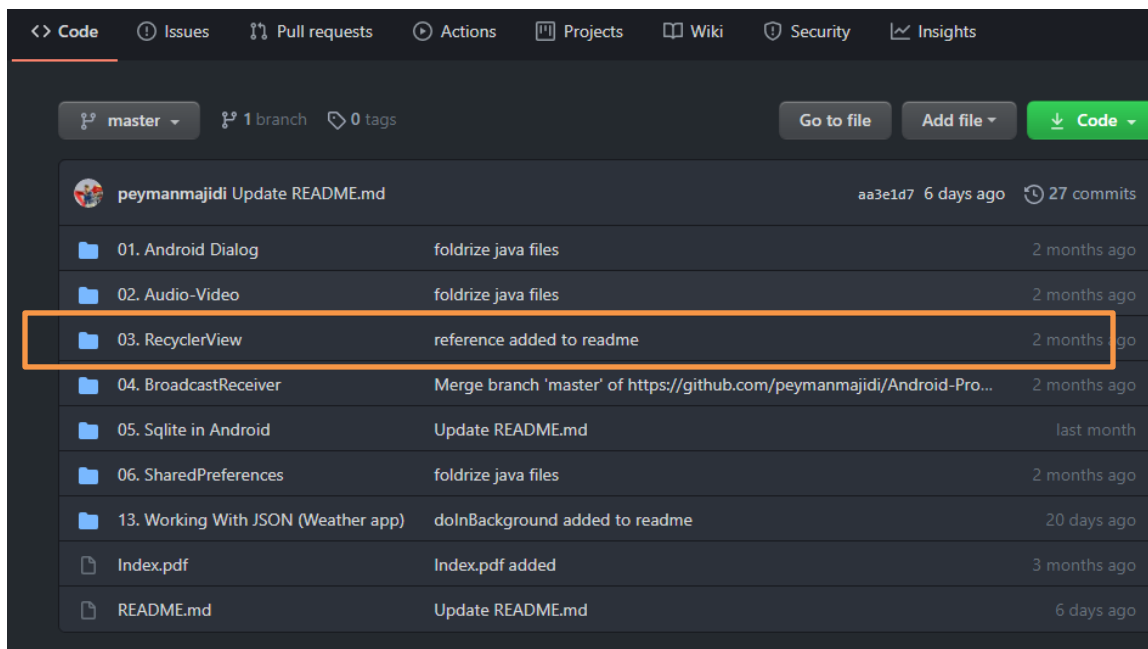 <> Code Issues Pull requests Actions Projects Wiki Security Insights
master 1 branch 0 tags Go to file Add file Code
peymanmajidi Update README.md aa3e1d7 6 days ago 27 commits
01. Android Dialog foldrize java files 2 months ago
02. Audio-Video foldrize java files 2 months ago
03. RecyclerView reference added to readme 2 months ago
04. BroadcastReceiver Merge branch 'master' of https://github.com/peymanmajidi/Android-Pro... 2 months ago
05. Sqlite in Android Update README.md last month
06. SharedPreferences foldrize java files 2 months ago
13. Working With JSON (Weather app) doInBackground added to readme 20 days ago
Index.pdf Index.pdf added 3 months ago
README.md Update README.md 6 days ago